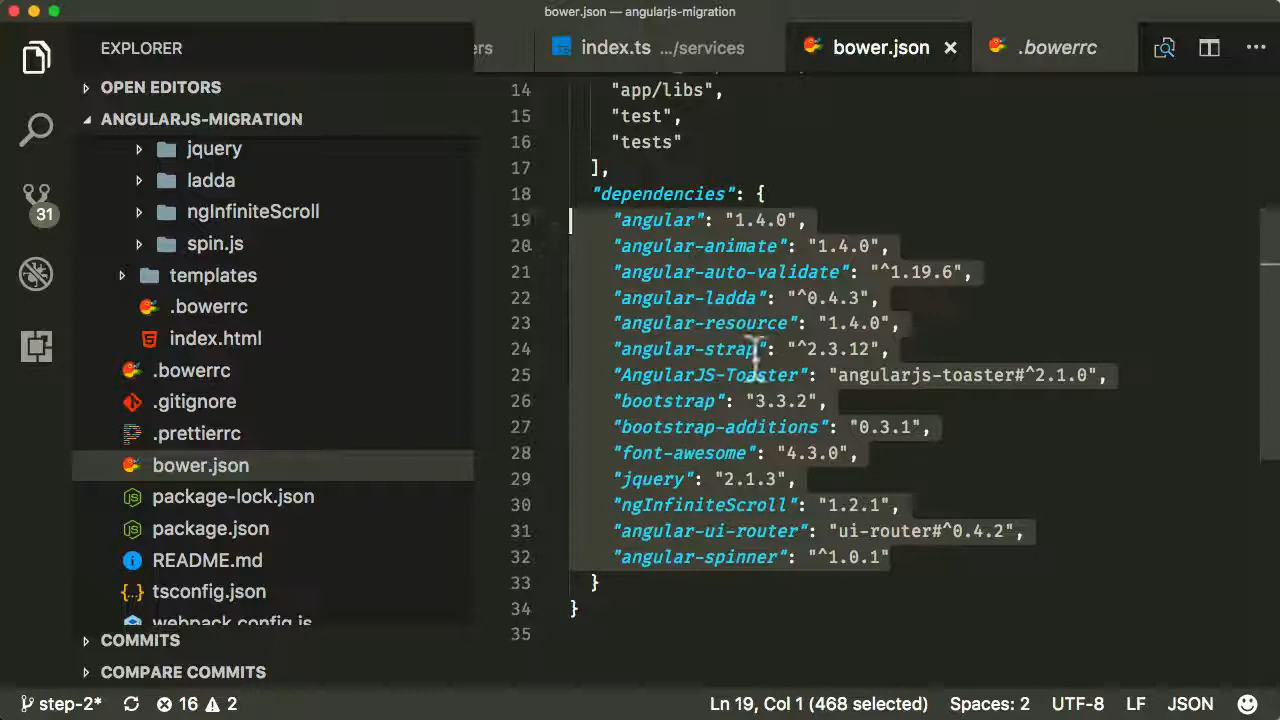 bower.json — angularjs-migration
EXPLORER
ers
index.ts .../services
bower.json
.bowerrc
OPEN EDITORS
ANGULARJS-MIGRATION
jquery
ladda
ngInfiniteScroll
spin.js
templates
.bowerrc
index.html
.bowerrc
.gitignore
.prettierrc
bower.json
package-lock.json
package.json
README.md
tsconfig.json
webpack.config.js
COMMITS
COMPARE COMMITS
31
14 "app/libs",
15 "test",
16 "tests"
17 ],
18 "dependencies": {
19 "angular": "1.4.0",
20 "angular-animate": "1.4.0",
21 "angular-auto-validate": "^1.19.6",
22 "angular-ladda": "^0.4.3",
23 "angular-resource": "1.4.0",
24 "angular-strap": "^2.3.12",
25 "AngularJS-Toaster": "angularjs-toaster#^2.1.0",
26 "bootstrap": "3.3.2",
27 "bootstrap-additions": "0.3.1",
28 "font-awesome": "4.3.0",
29 "jquery": "2.1.3",
30 "ngInfiniteScroll": "1.2.1",
31 "angular-ui-router": "ui-router#^0.4.2",
32 "angular-spinner": "^1.0.1"
33 }
34 }
35
step-2* 16 2
Ln 19, Col 1 (468 selected) Spaces: 2 UTF-8 LF JSON